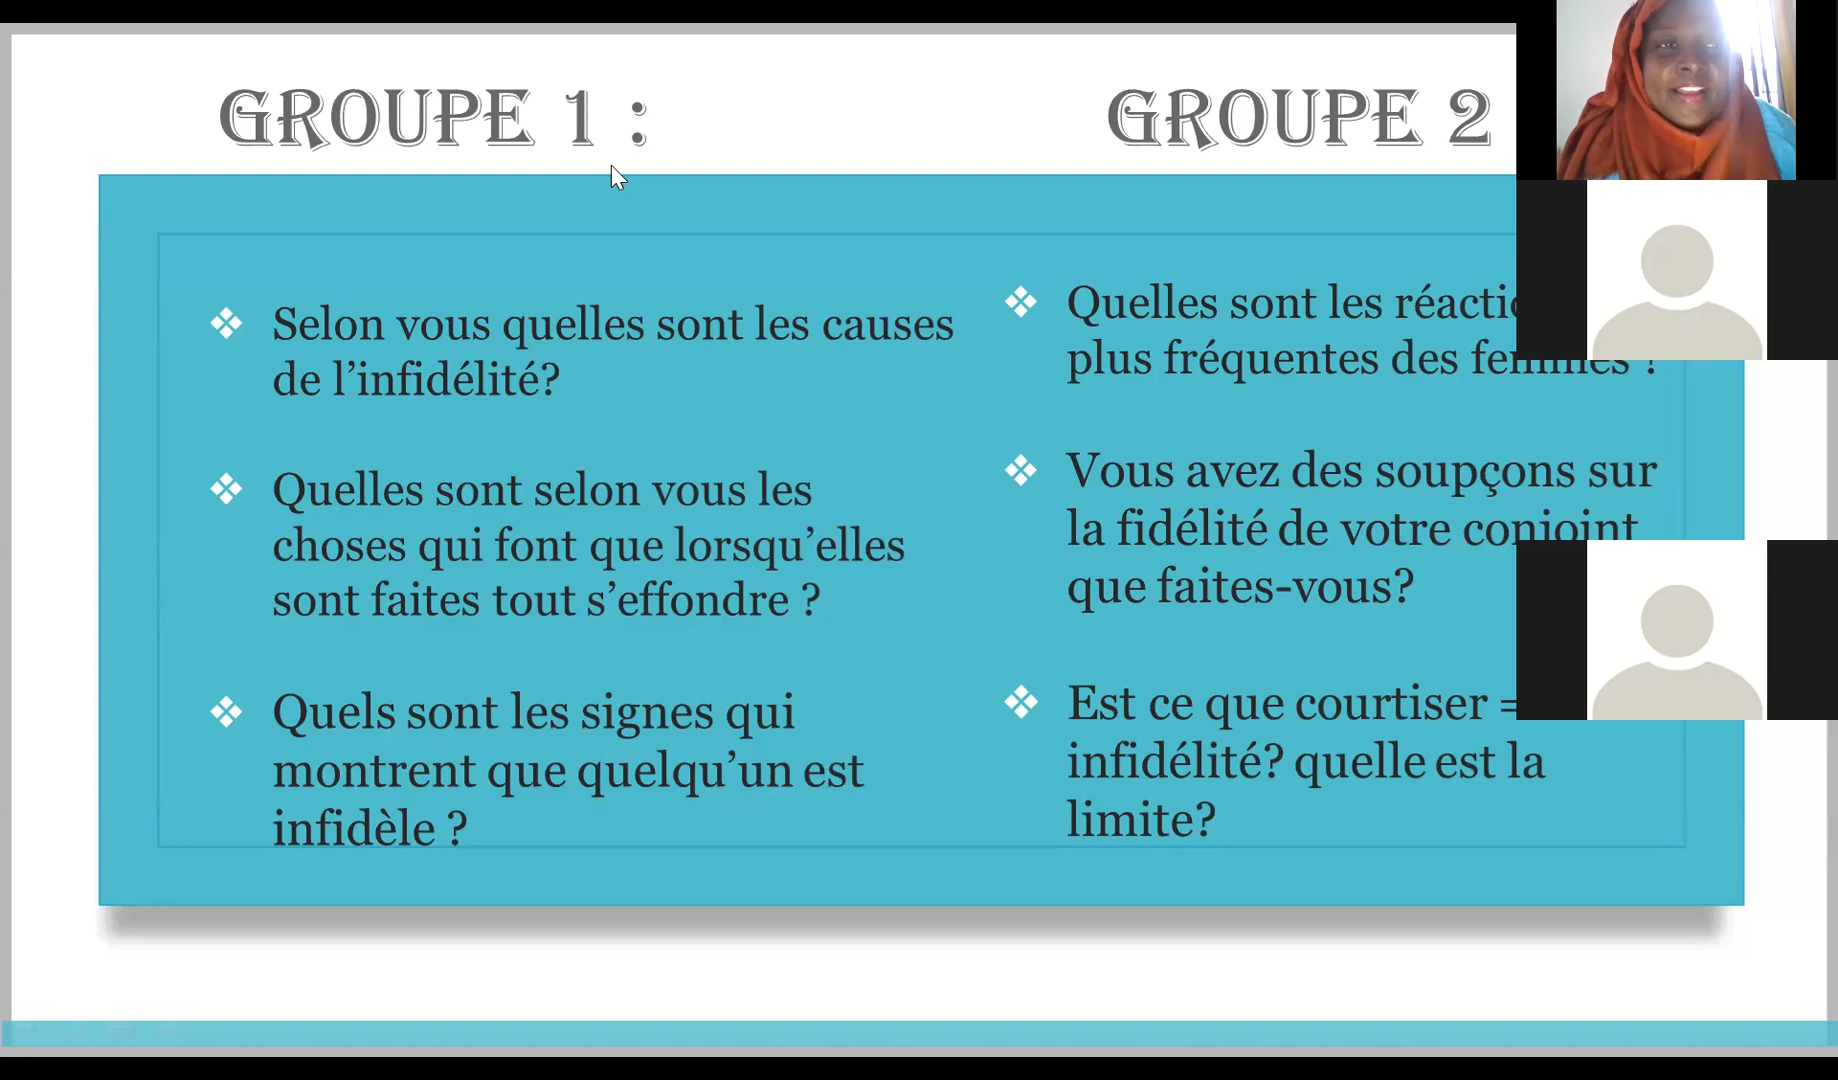 GROUPE 1 :
Selon vous quelles sont les causes
de l’infidélité?
Quelles sont selon vous les
choses qui font que lorsqu’elles
sont faites tout s’effondre ?
Quels sont les signes qui
montrent que quelqu’un est
infidèle ?
GROUPE 2
Quelles sont les
plus fréquentes des femmes ?
Vous avez des soupçons sur
la fidélité de votre conjoint
que faites-vous?
Est ce que courtiser =
infidélité? quelle est la
limite?